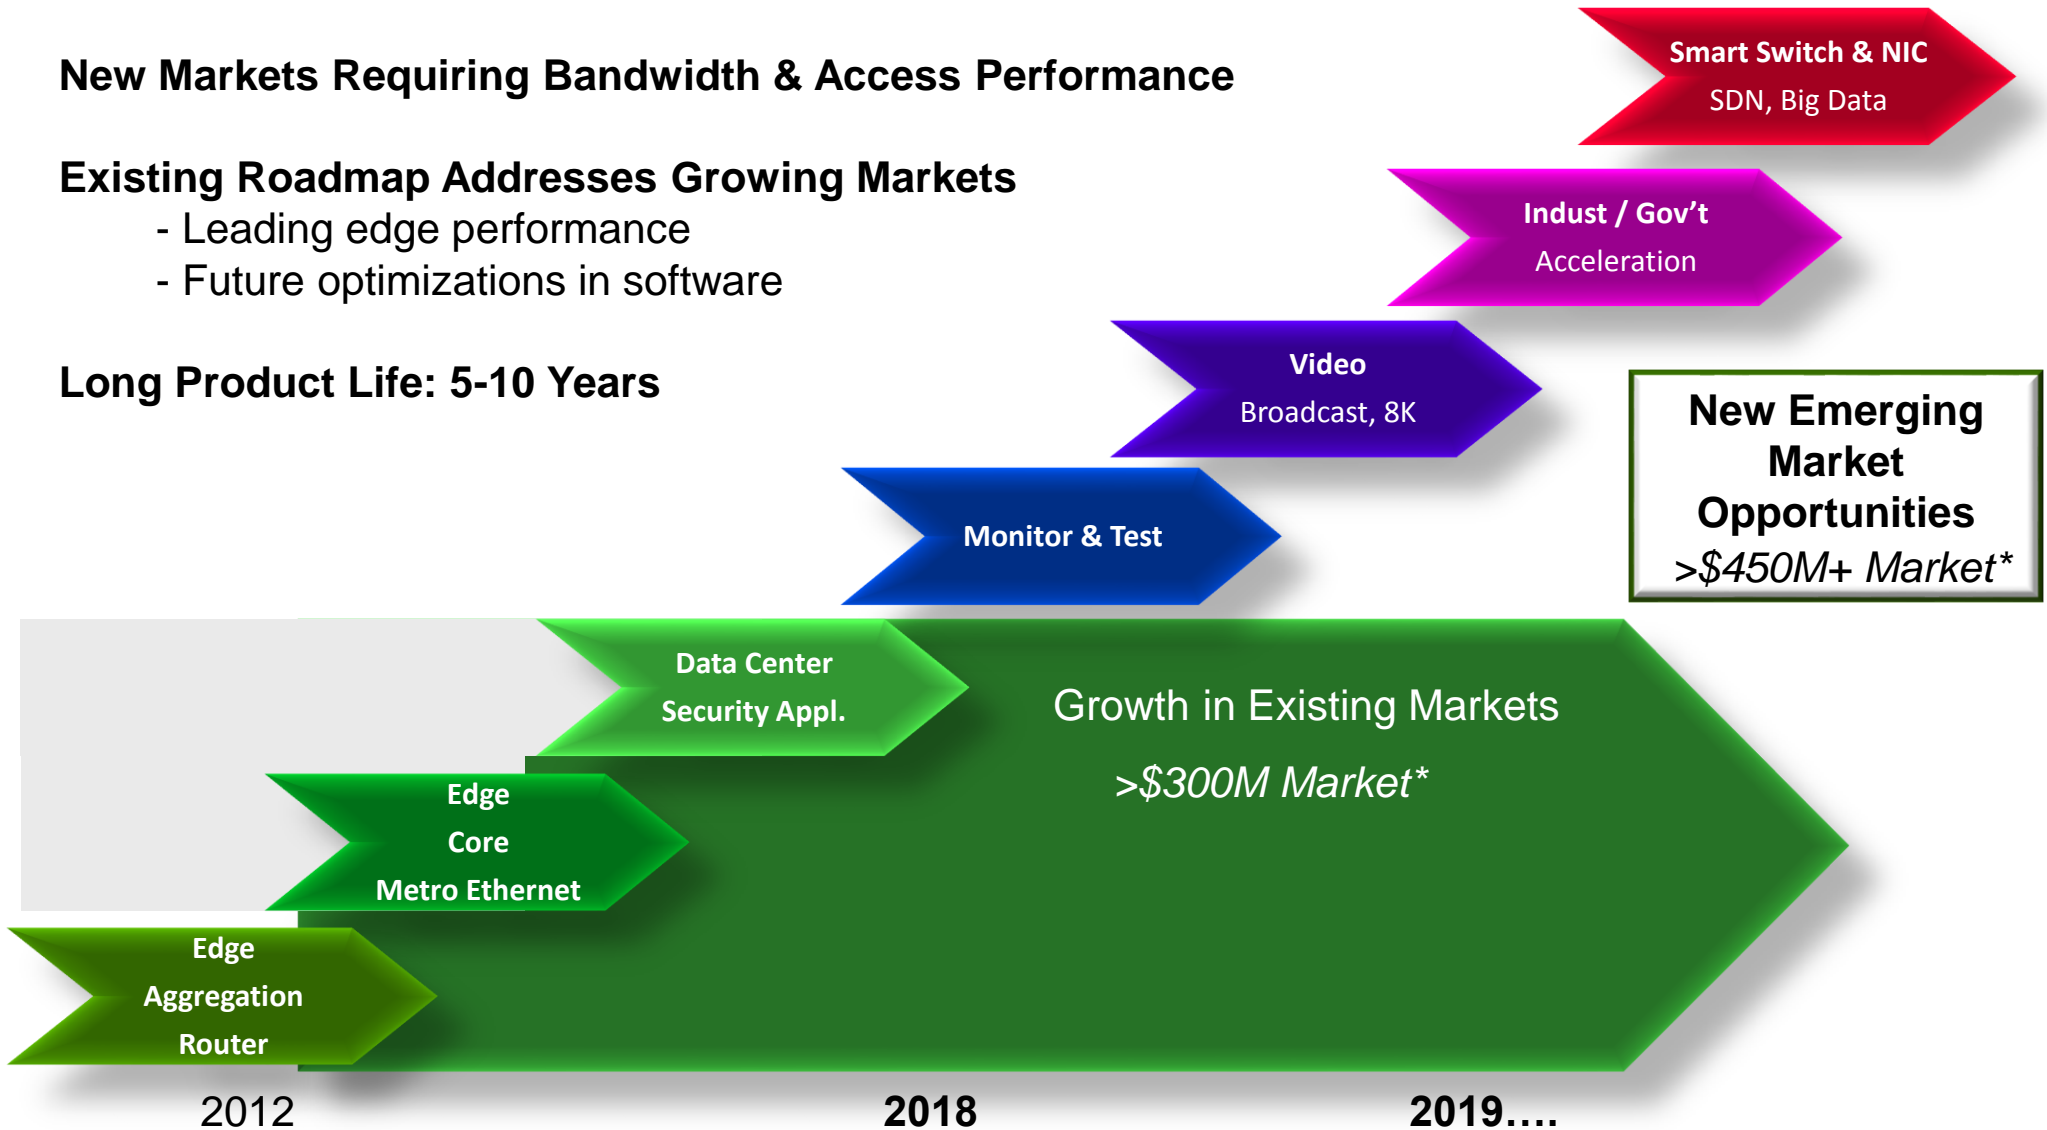 New Markets Requiring Bandwidth & Access Performance
Existing Roadmap Addresses Growing Markets
- Leading edge performance
- Future optimizations in software
Long Product Life: 5-10 Years
Smart Switch & NIC
SDN, Big Data
Indust / Gov’t
Acceleration
Video
Broadcast, 8K
Monitor & Test
New Emerging
Market
Opportunities
>$450M+ Market*
Data Center
Security Appl.
Growth in Existing Markets
>$300M Market*
Edge
Core
Metro Ethernet
Edge
Aggregation
Router
2012
2018
2019….